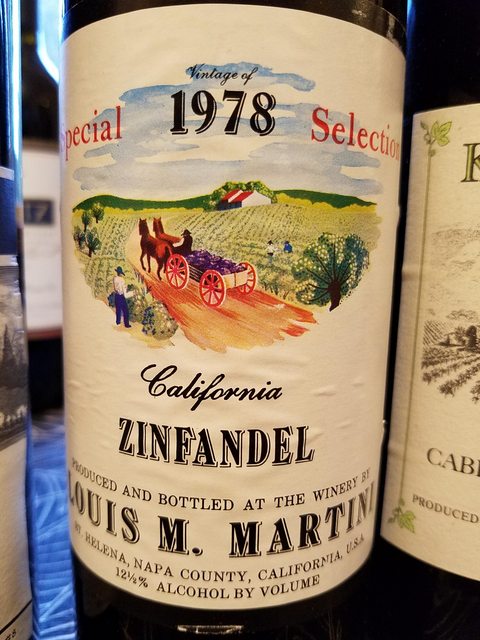 Vintage of
1978
Special Selection
California
ZINFANDEL
PRODUCED AND BOTTLED AT THE WINERY BY
LOUIS M. MARTINI
ST. HELENA, NAPA COUNTY, CALIFORNIA, U.S.A.
12½% ALCOHOL BY VOLUME
K
CABE
PRODUCED